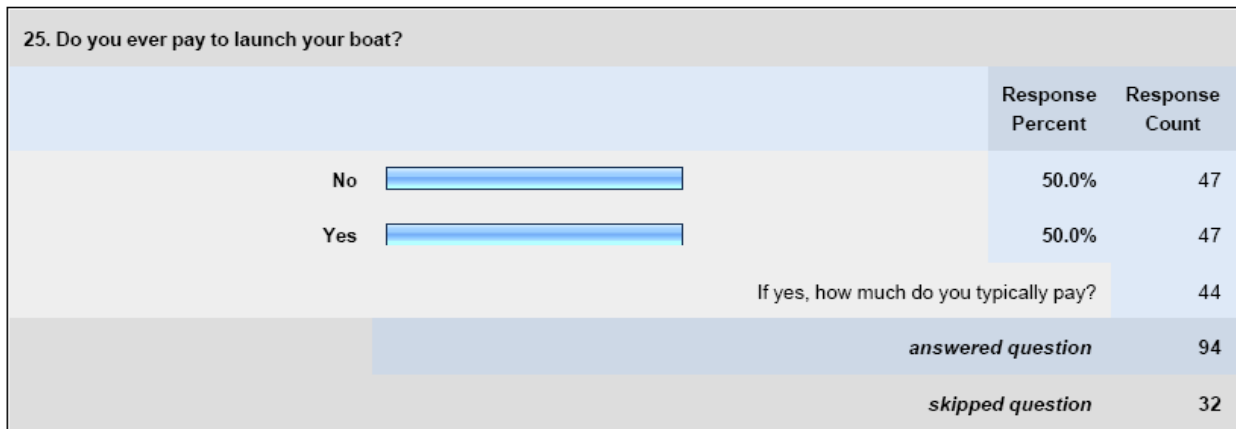 25. Do you ever pay to launch your boat?
Response Percent Response Count
No 50.0% 47
Yes 50.0% 47
If yes, how much do you typically pay? 44
answered question 94
skipped question 32